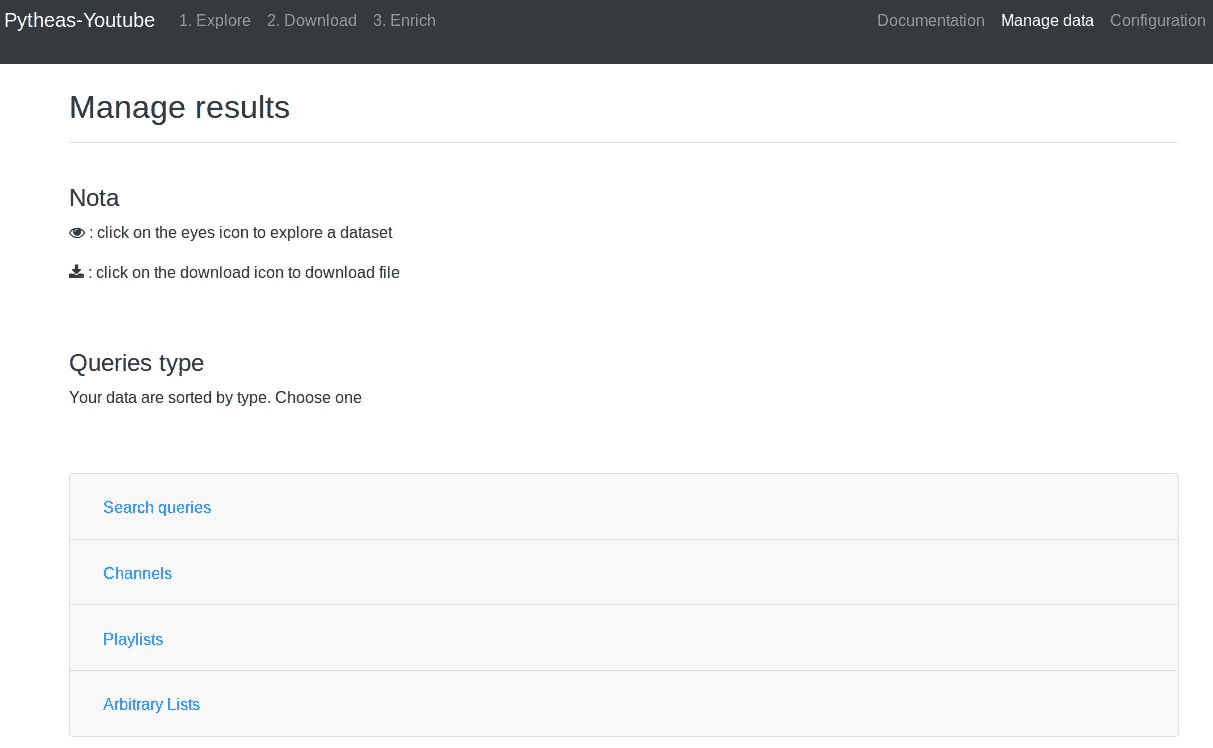 Pytheas-Youtube 1. Explore 2. Download 3. Enrich Documentation Manage data Configuration
Manage results
Nota
: click on the eyes icon to explore a dataset
: click on the download icon to download file
Queries type
Your data are sorted by type. Choose one
Search queries
Channels
Playlists
Arbitrary Lists